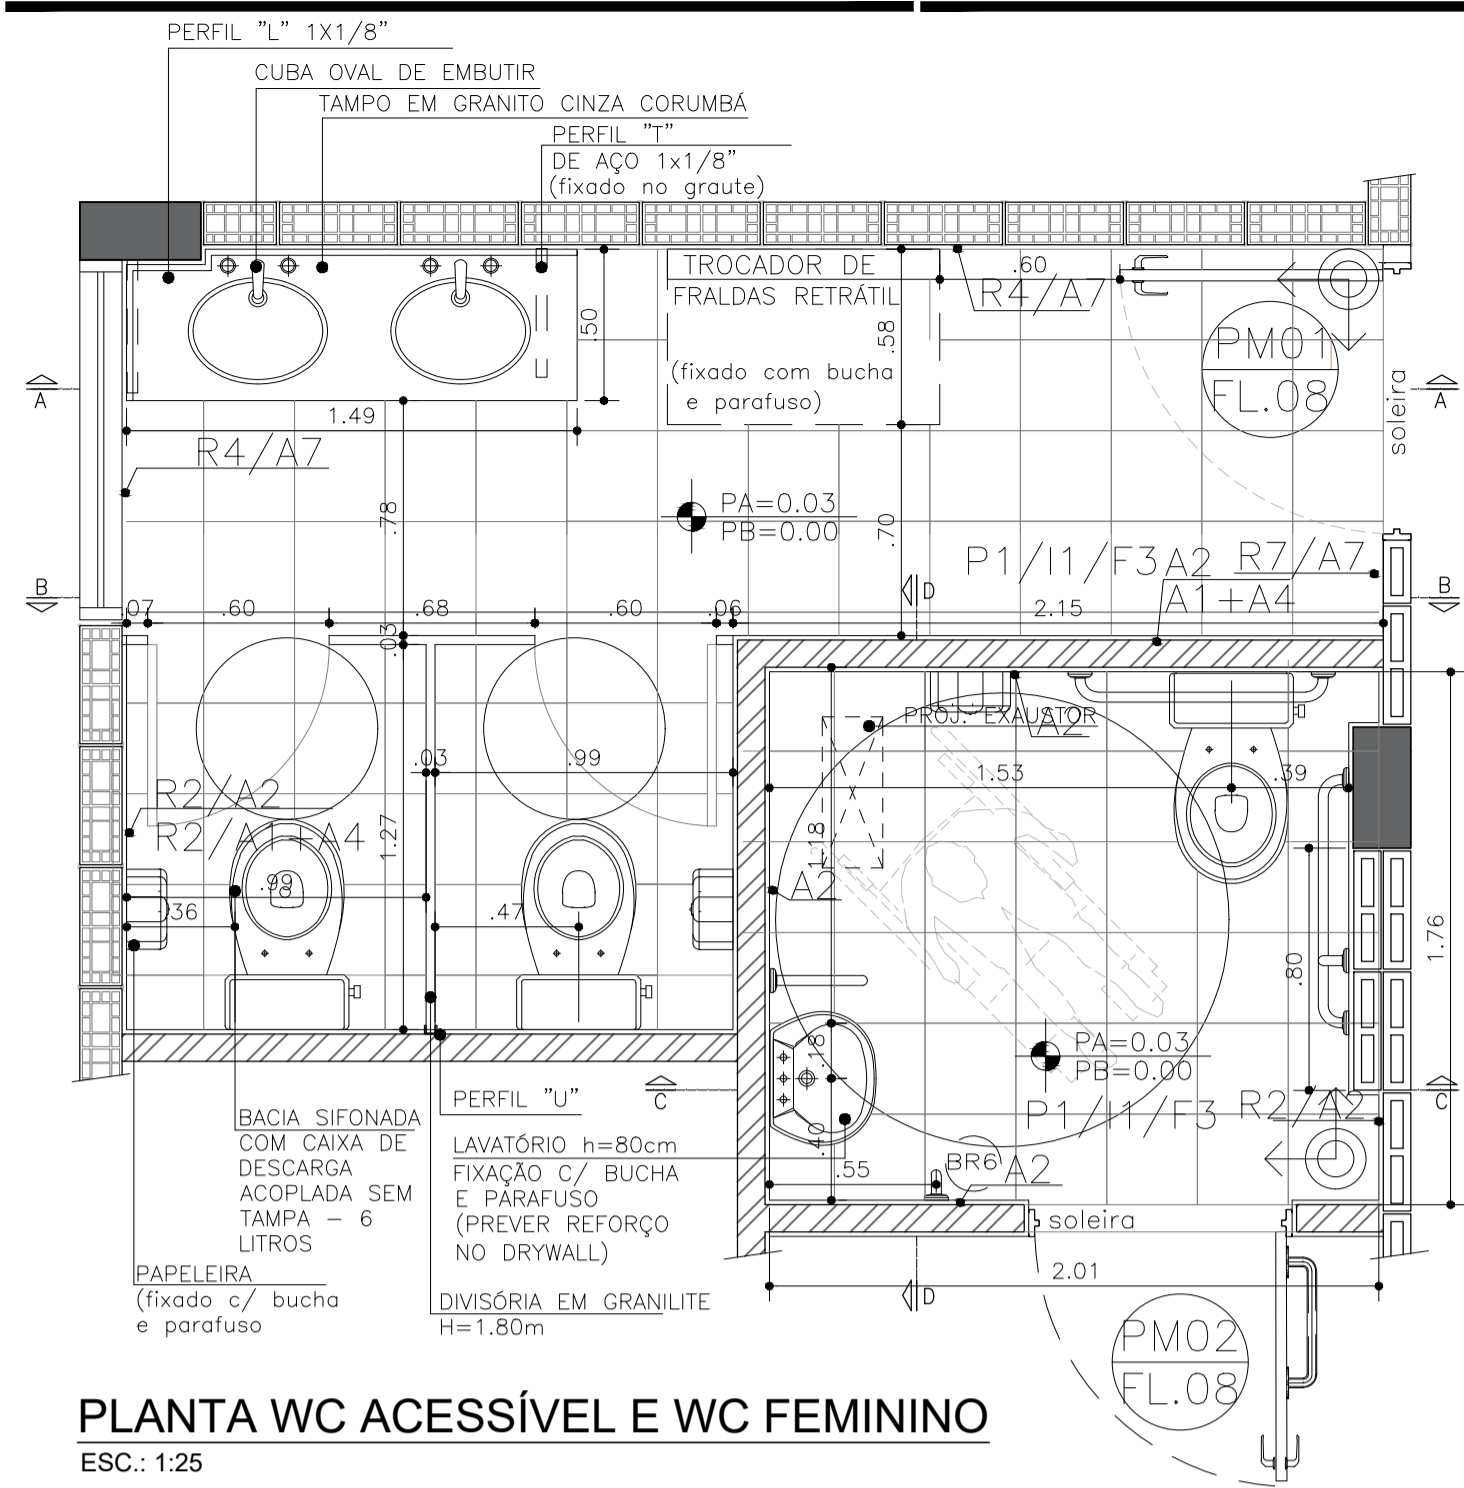 PERFIL "L" 1X1/8"
CUBA OVAL DE EMBUTIR
TAMPO EM GRANITO CINZA CORUMBÁ
PERFIL "T"
DE AÇO 1x1/8"
(fixado no graute)
TROCADOR DE
FRALDAS RETRÁTIL
(fixado com bucha
e parafuso)
.60
R4/A7
.50
.58
PM01
FL.08
soleira
A
A
1.49
R4/A7
.78
PA=0.03
PB=0.00
.70
P1/I1/F3
A2
A1+A4
R7/A7
B
B
D
.07
.60
.68
.60
.06
2.15
.03
PROJ. EXAUSTOR
A2
.03
.99
1.53
.39
R2/A2
R2/A1+A4
1.27
1.18
A2
.99
.36
.47
.80
1.76
PA=0.03
PB=0.00
.18
P1/I1/F3
R2/A2
C
C
.40
.55
BR6
A2
soleira
2.01
D
PERFIL "U"
BACIA SIFONADA
COM CAIXA DE
DESCARGA
ACOPLADA SEM
TAMPA – 6
LITROS
LAVATÓRIO h=80cm
FIXAÇÃO C/ BUCHA
E PARAFUSO
(PREVER REFORÇO
NO DRYWALL)
PAPELEIRA
(fixado c/ bucha
e parafuso
DIVISÓRIA EM GRANILITE
H=1.80m
PM02
FL.08
PLANTA WC ACESSÍVEL E WC FEMININO
ESC.: 1:25